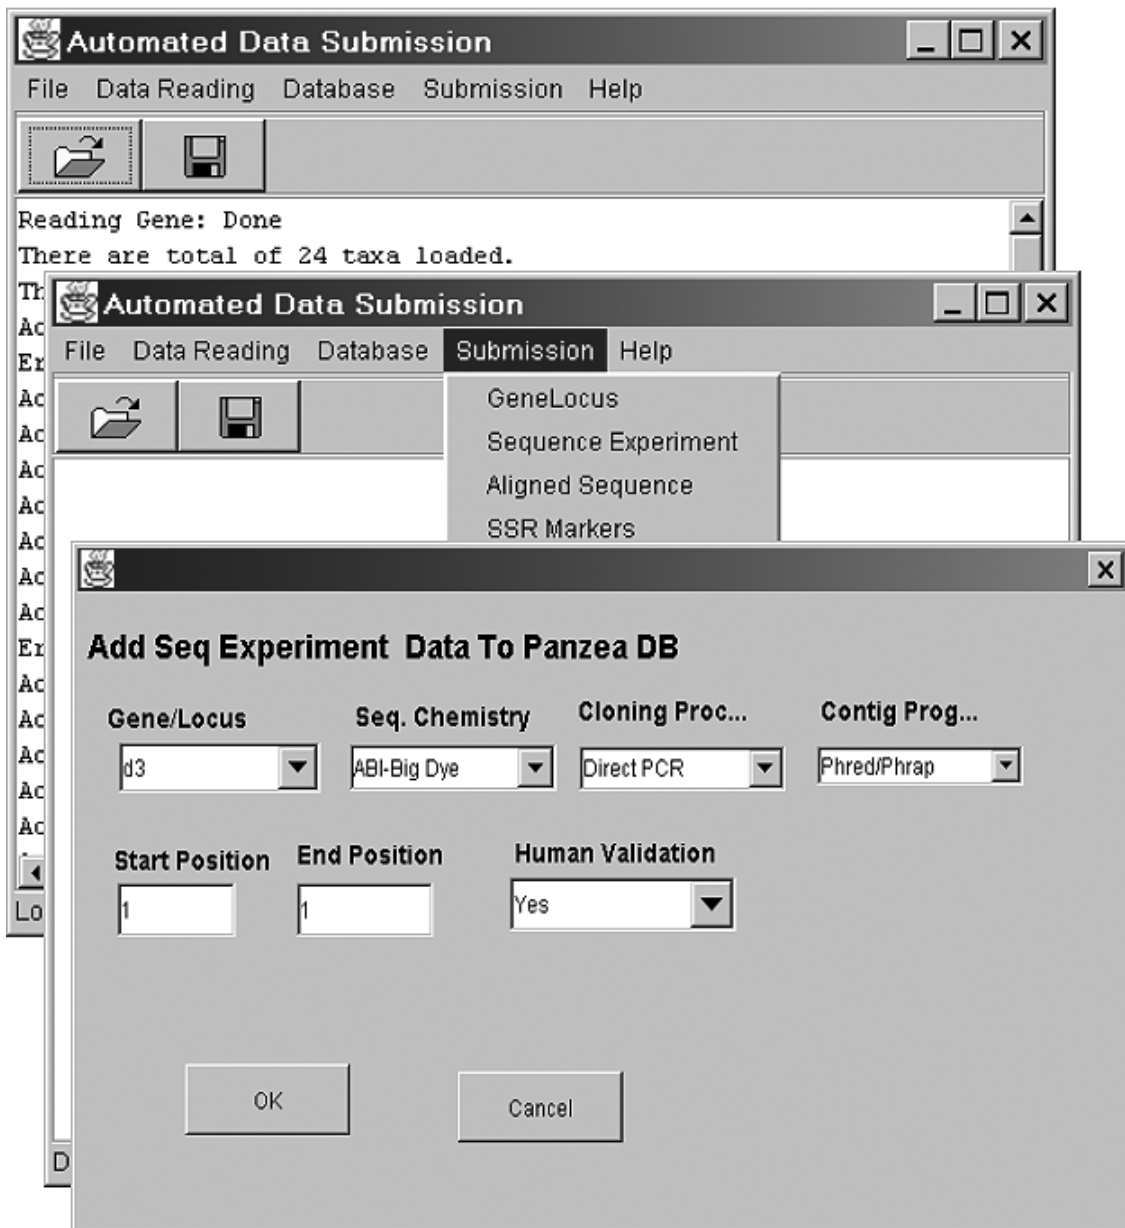 Automated Data Submission
File Data Reading Database Submission Help
Reading Gene: Done
There are total of 24 taxa loaded.
Automated Data Submission
File Data Reading Database Submission Help
GeneLocus
Sequence Experiment
Aligned Sequence
SSR Markers
Add Seq Experiment Data To Panzea DB
Gene/Locus Seq. Chemistry Cloning Proc... Contig Prog...
d3 ABI-Big Dye Direct PCR Phred/Phrap
Start Position End Position Human Validation
1 1 Yes
OK Cancel